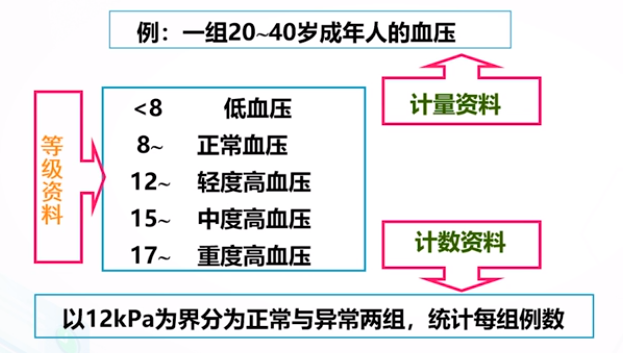 例：一组20~40岁成年人的血压
计量资料
等级资料
<8 低血压
8~ 正常血压
12~ 轻度高血压
15~ 中度高血压
17~ 重度高血压
计数资料
以12kPa为界分为正常与异常两组，统计每组例数